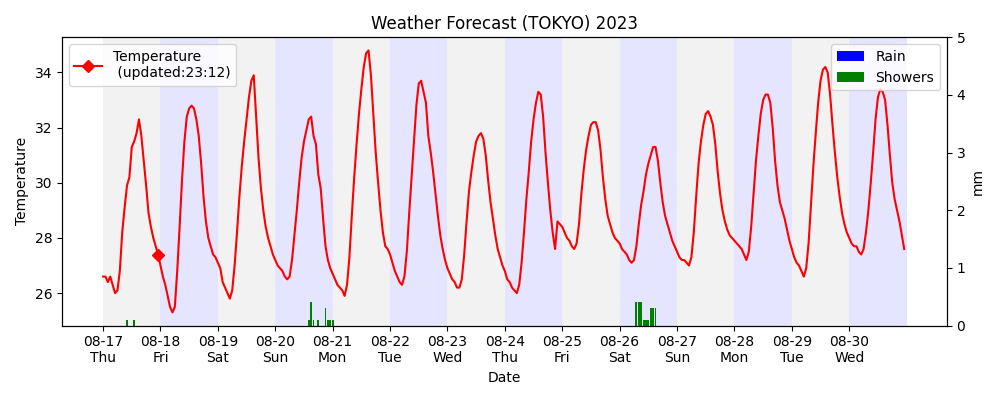 Weather Forecast (TOKYO) 2023
Temperature
(updated:23:12)
Rain
Showers
Temperature
34
32
30
28
26
5
4
3
2
1
0
mm
08-17 08-18 08-19 08-20 08-21 08-22 08-23 08-24 08-25 08-26 08-27 08-28 08-29 08-30
Thu Fri Sat Sun Mon Tue Wed Thu Fri Sat Sun Mon Tue Wed
Date